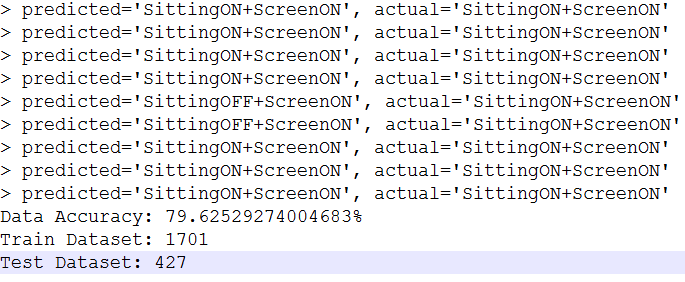 > predicted='SittingON+ScreenON', actual='SittingON+ScreenON'
> predicted='SittingON+ScreenON', actual='SittingON+ScreenON'
> predicted='SittingON+ScreenON', actual='SittingON+ScreenON'
> predicted='SittingON+ScreenON', actual='SittingON+ScreenON'
> predicted='SittingOFF+ScreenON', actual='SittingON+ScreenON'
> predicted='SittingOFF+ScreenON', actual='SittingON+ScreenON'
> predicted='SittingON+ScreenON', actual='SittingON+ScreenON'
> predicted='SittingON+ScreenON', actual='SittingON+ScreenON'
> predicted='SittingON+ScreenON', actual='SittingON+ScreenON'
Data Accuracy: 79.62529274004683%
Train Dataset: 1701
Test Dataset: 427